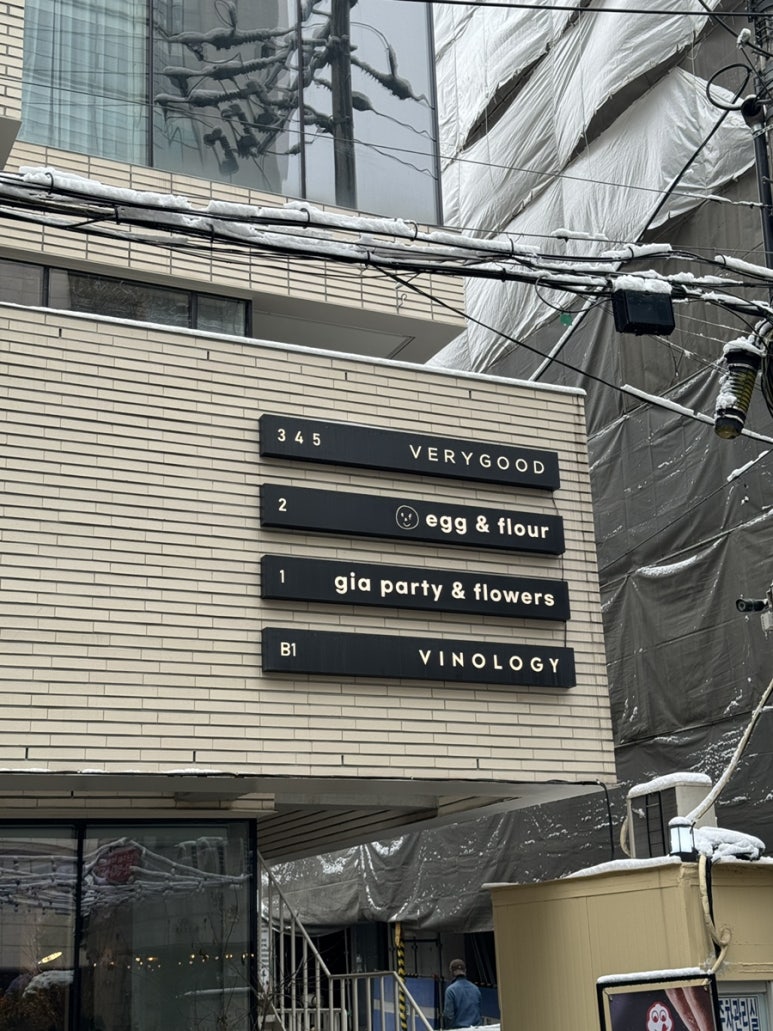 3 4 5 VERYGOOD
2 egg & flour
1 gia party & flowers
B1 VINOLOGY